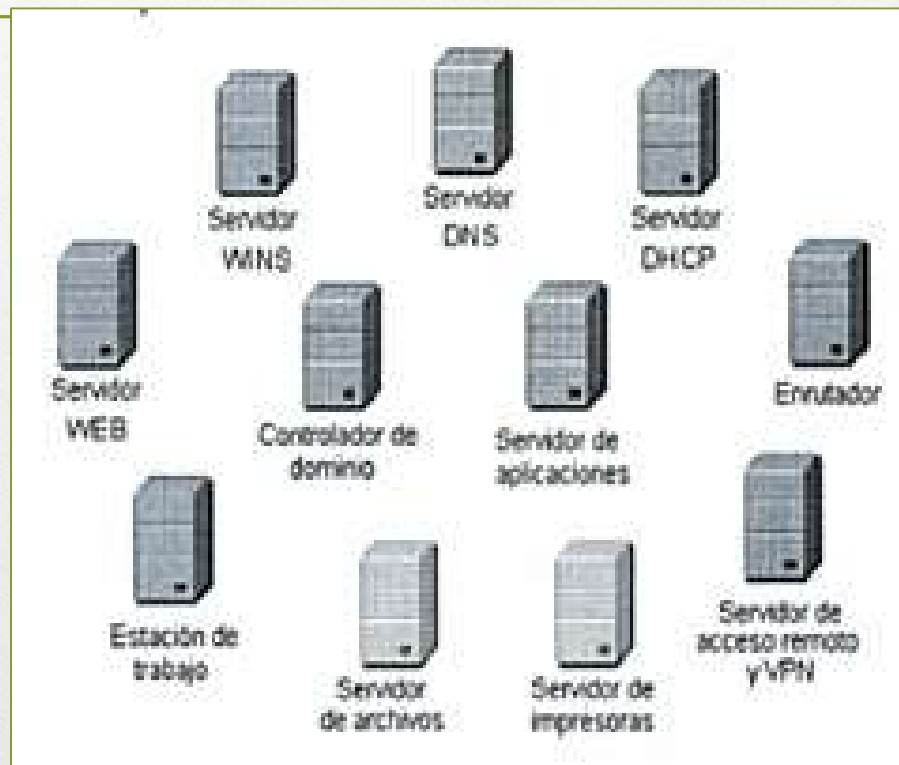 Servidor
WINS
Servidor
DNS
Servidor
DHCP
Servidor
WEB
Controlador de
dominio
Servidor de
aplicaciones
Enrutador
Estación de
trabajo
Servidor
de archivos
Servidor de
impresoras
Servidor de
acceso remoto
y VPN